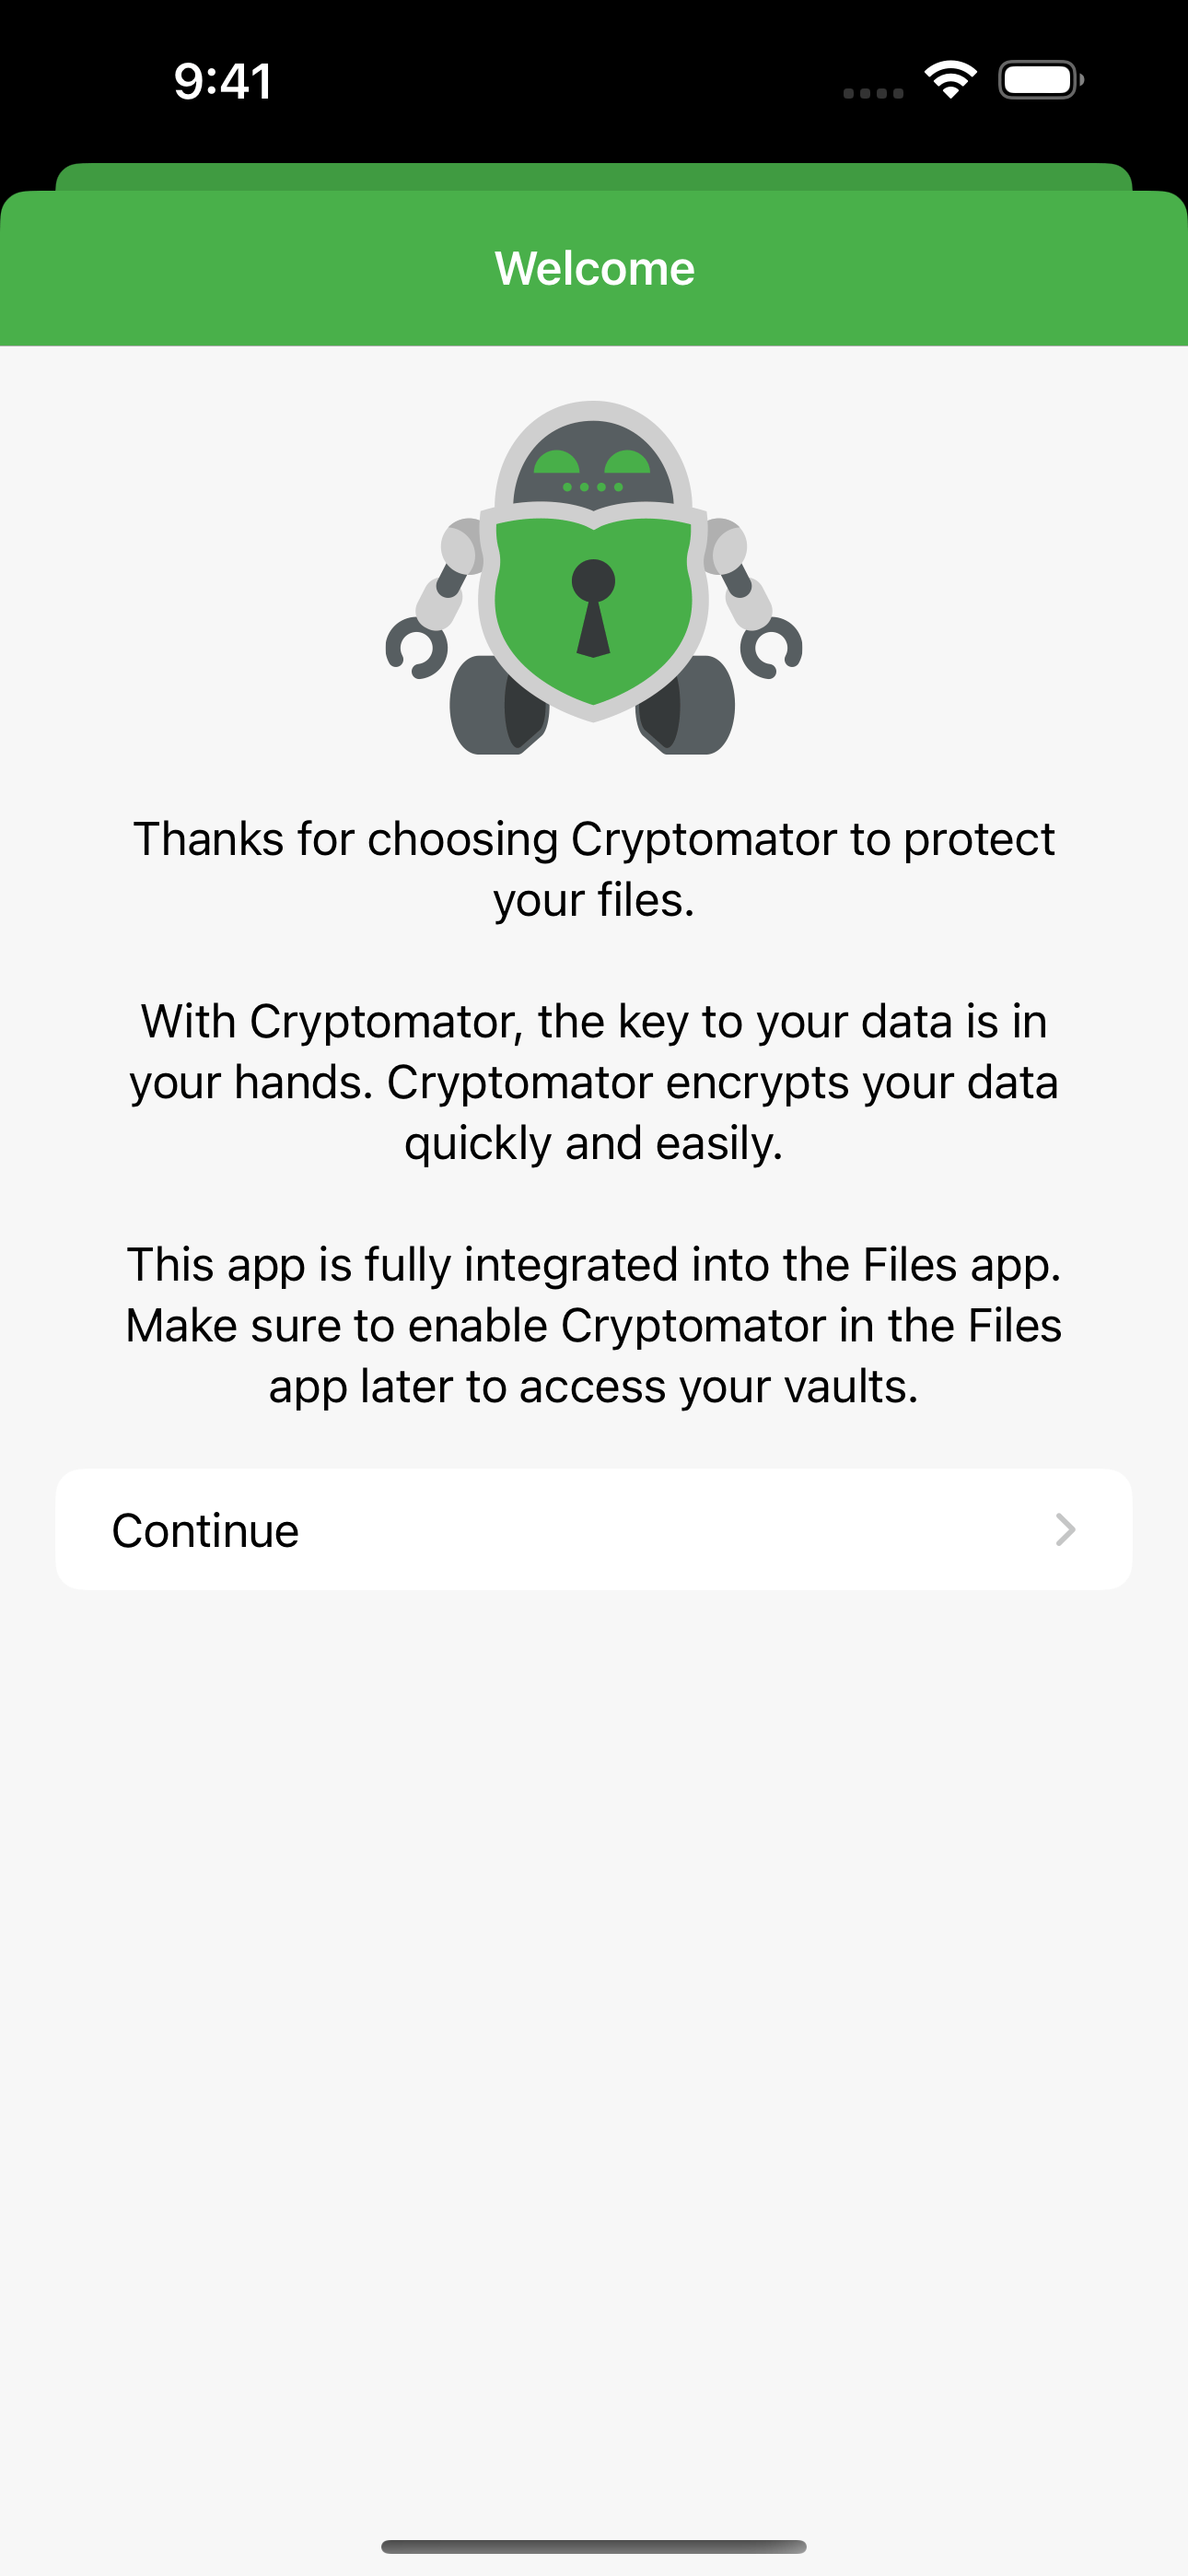 9:41
Welcome
Thanks for choosing Cryptomator to protect
your files.
With Cryptomator, the key to your data is in
your hands. Cryptomator encrypts your data
quickly and easily.
This app is fully integrated into the Files app.
Make sure to enable Cryptomator in the Files
app later to access your vaults.
Continue